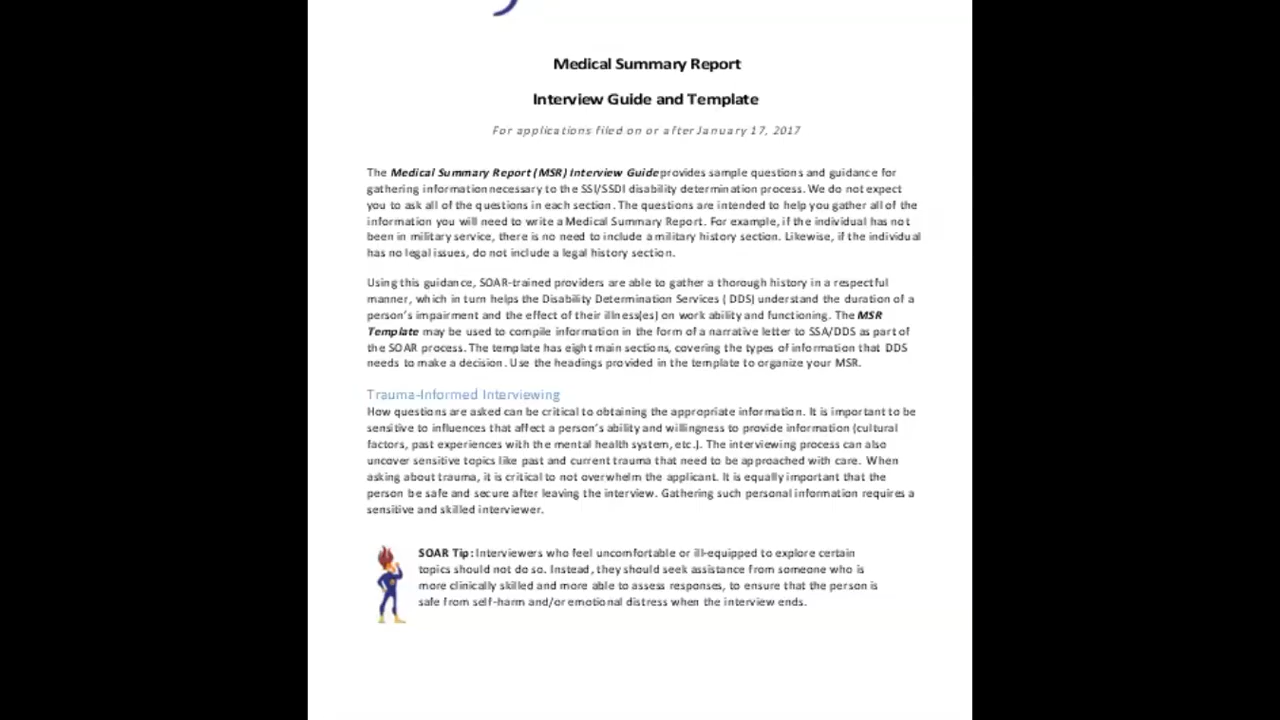 Medical Summary Report
Interview Guide and Template
For applications filed on or after January 17, 2017
The Medical Summary Report (MSR) Interview Guide provides sample questions and guidance for
gathering information necessary to the SSI/SSDI disability determination process. We do not expect
you to ask all of the questions in each section. The questions are intended to help you gather all of the
information you will need to write a Medical Summary Report. For example, if the individual has not
been in military service, there is no need to include a military history section. Likewise, if the individual
has no legal issues, do not include a legal history section.
Using this guidance, SOAR-trained providers are able to gather a thorough history in a respectful
manner, which in turn helps the Disability Determination Services ( DDS) understand the duration of a
person's impairment and the effect of their illness(es) on work ability and functioning. The MSR
Template may be used to compile information in the form of a narrative letter to SSA/DDS as part of
the SOAR process. The template has eight main sections, covering the types of information that DDS
needs to make a decision. Use the headings provided in the template to organize your MSR.
Trauma-Informed Interviewing
How questions are asked can be critical to obtaining the appropriate information. It is important to be
sensitive to influences that affect a person's ability and willingness to provide information (cultural
factors, past experiences with the mental health system, etc.). The interviewing process can also
uncover sensitive topics like past and current trauma that need to be approached with care. When
asking about trauma, it is critical to not overwhelm the applicant. It is equally important that the
person be safe and secure after leaving the interview. Gathering such personal information requires a
sensitive and skilled interviewer.
SOAR Tip: Interviewers who feel uncomfortable or ill-equipped to explore certain
topics should not do so. Instead, they should seek assistance from someone who is
more clinically skilled and more able to assess responses, to ensure that the person is
safe from self-harm and/or emotional distress when the interview ends.